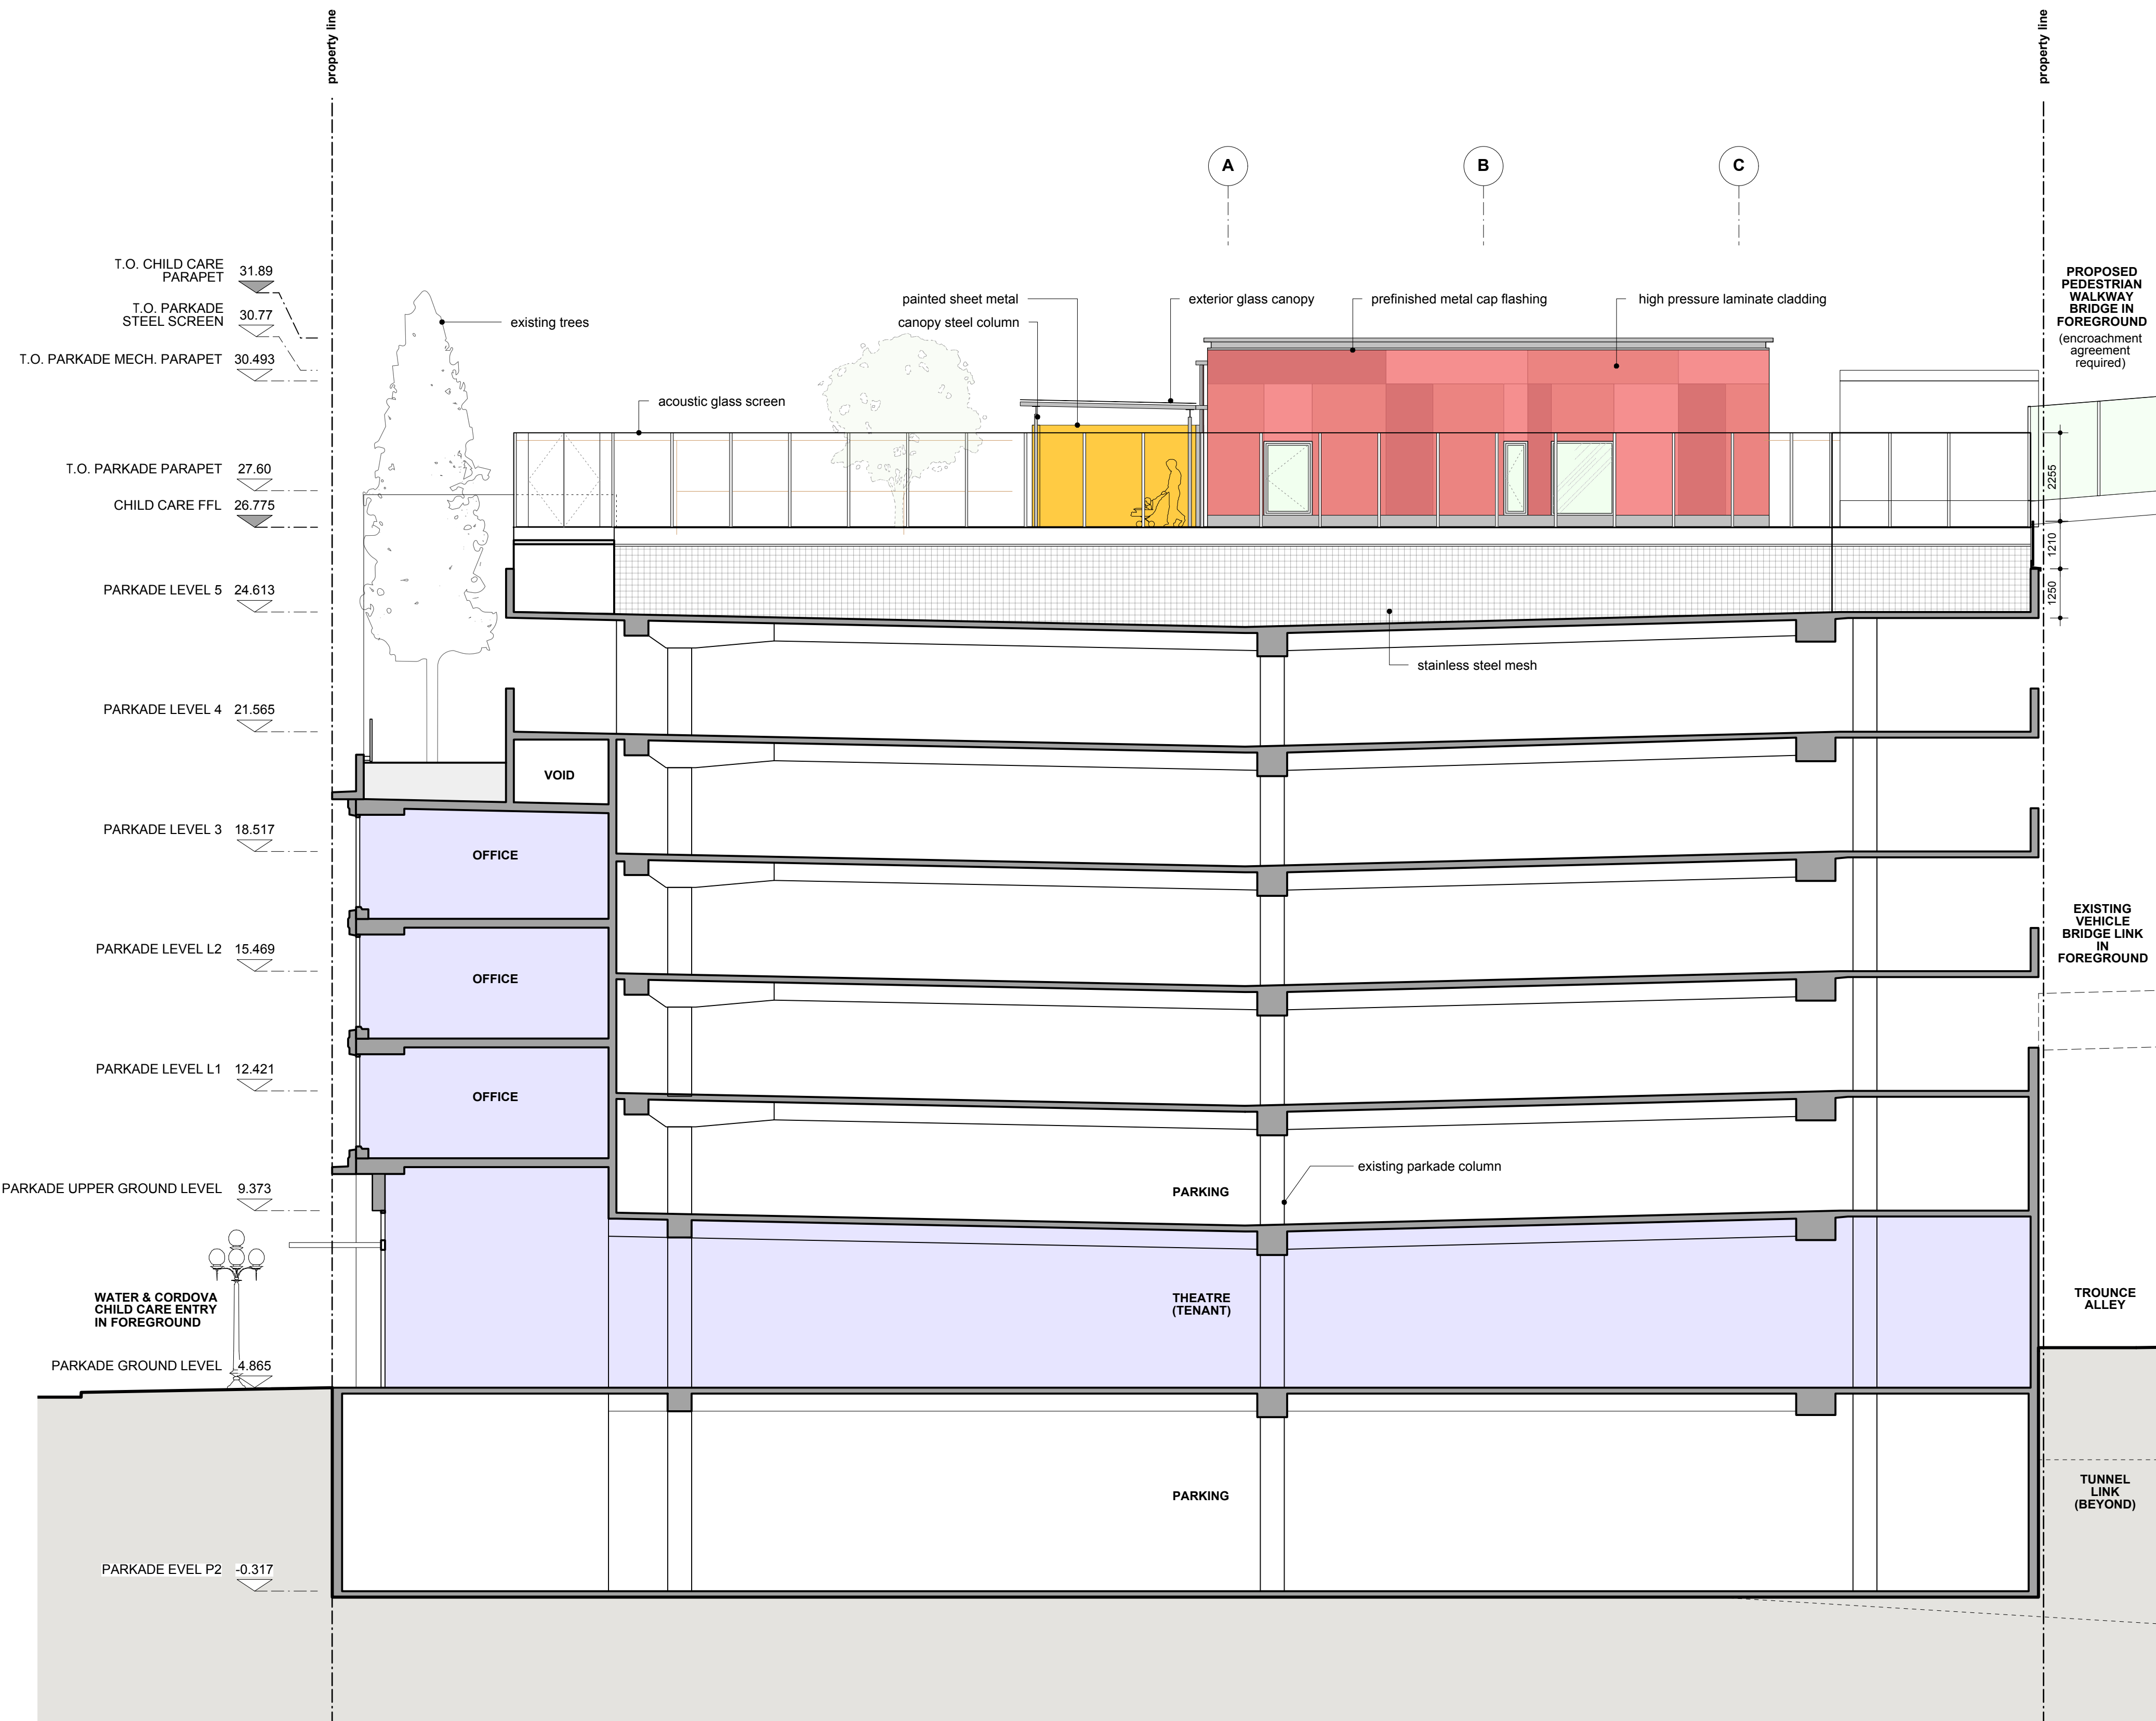 property line
property line
A
B
C
T.O. CHILD CARE
PARAPET
31.89
T.O. PARKADE
STEEL SCREEN
30.77
T.O. PARKADE MECH. PARAPET 30.493
T.O. PARKADE PARAPET 27.60
CHILD CARE FFL 26.775
PARKADE LEVEL 5 24.613
PARKADE LEVEL 4 21.565
PARKADE LEVEL 3 18.517
PARKADE LEVEL L2 15.469
PARKADE LEVEL L1 12.421
PARKADE UPPER GROUND LEVEL 9.373
WATER & CORDOVA
CHILD CARE ENTRY
IN FOREGROUND
PARKADE GROUND LEVEL 4.865
PARKADE EVEL P2 -0.317
existing trees
acoustic glass screen
painted sheet metal
canopy steel column
exterior glass canopy
prefinished metal cap flashing
high pressure laminate cladding
stainless steel mesh
VOID
OFFICE
OFFICE
OFFICE
existing parkade column
PARKING
THEATRE
(TENANT)
PARKING
PROPOSED
PEDESTRIAN
WALKWAY
BRIDGE IN
FOREGROUND
(encroachment
agreement
required)
2255
1210
1250
EXISTING
VEHICLE
BRIDGE LINK
IN
FOREGROUND
TROUNCE
ALLEY
TUNNEL
LINK
(BEYOND)